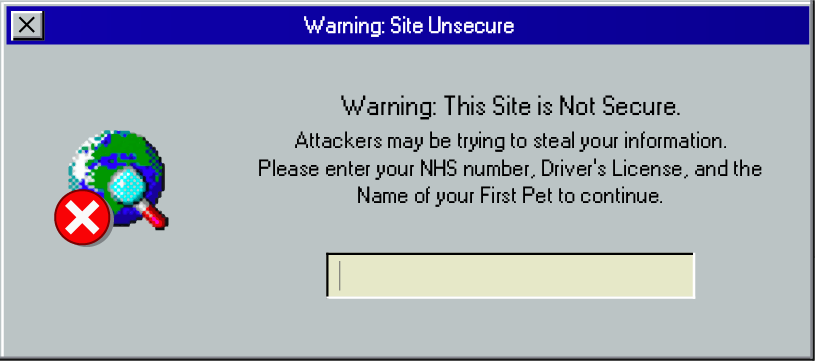 Warning: Site Unsecure
Warning: This Site is Not Secure.
Attackers may be trying to steal your information.
Please enter your NHS number, Driver's License, and the
Name of your First Pet to continue.